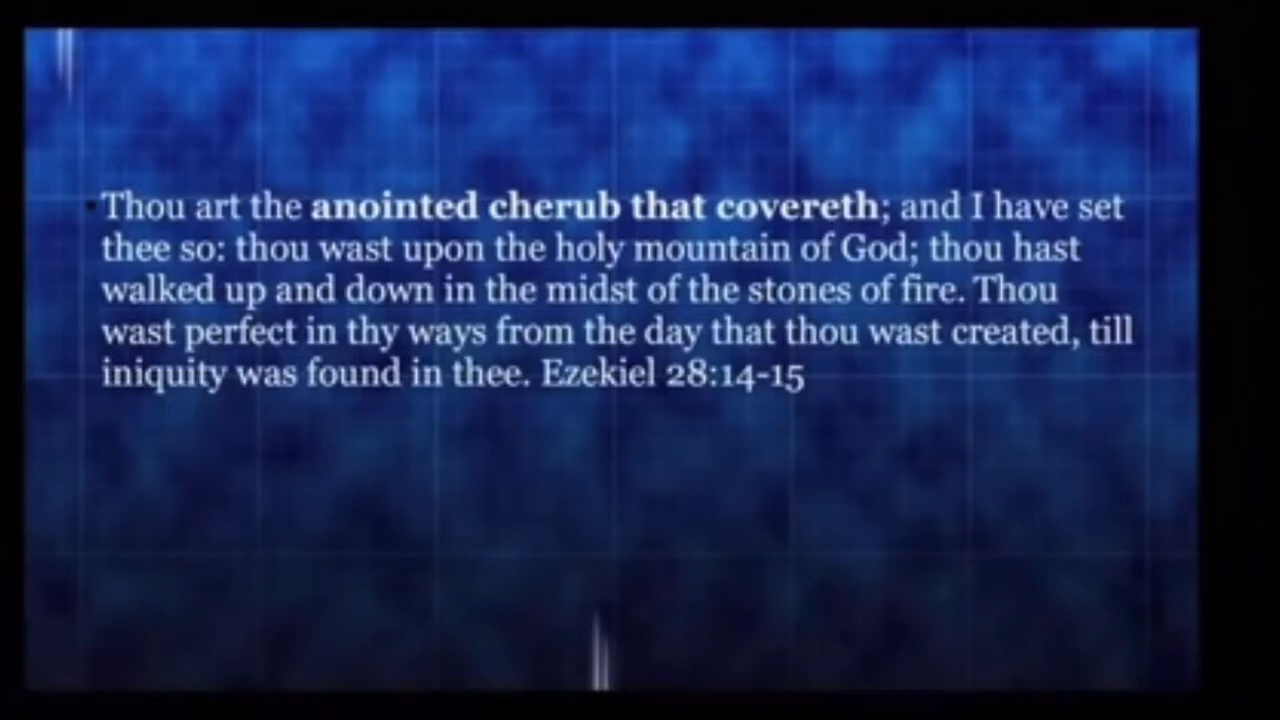 Thou art the anointed cherub that covereth; and I have set
thee so: thou wast upon the holy mountain of God; thou hast
walked up and down in the midst of the stones of fire. Thou
wast perfect in thy ways from the day that thou wast created, till
iniquity was found in thee. Ezekiel 28:14-15